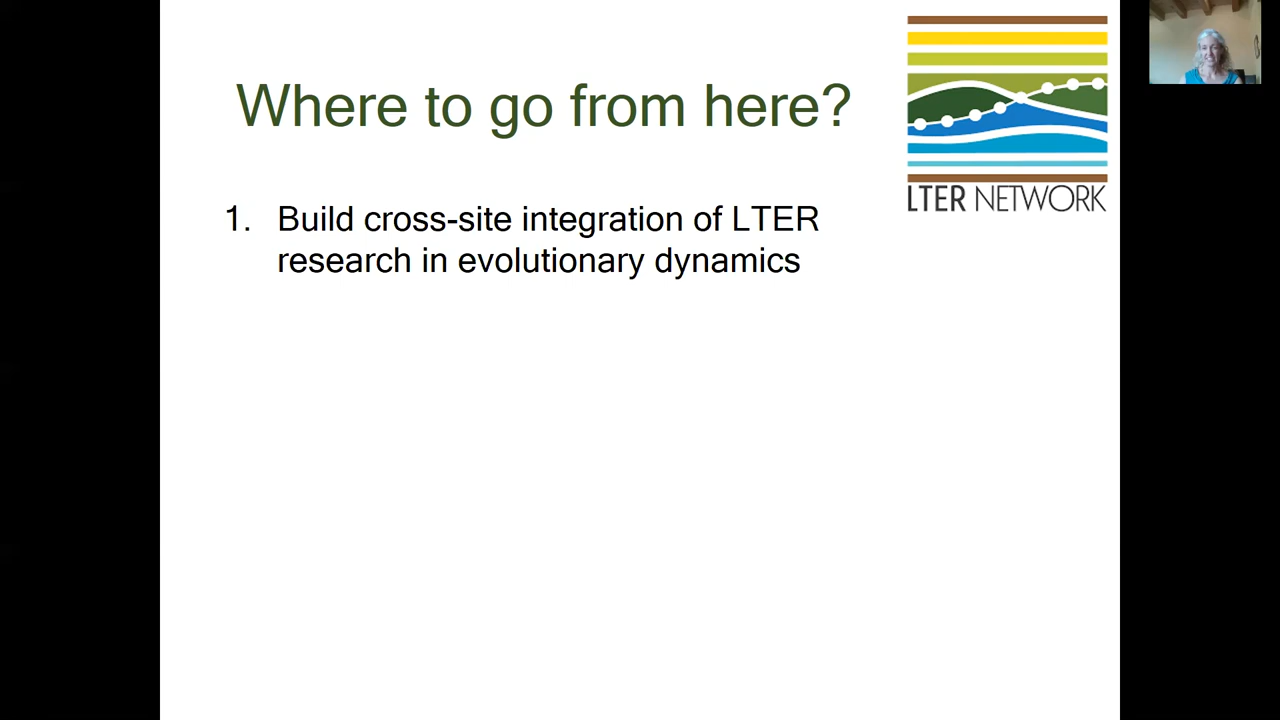 Where to go from here?
LTER NETWORK
1. Build cross-site integration of LTER
research in evolutionary dynamics